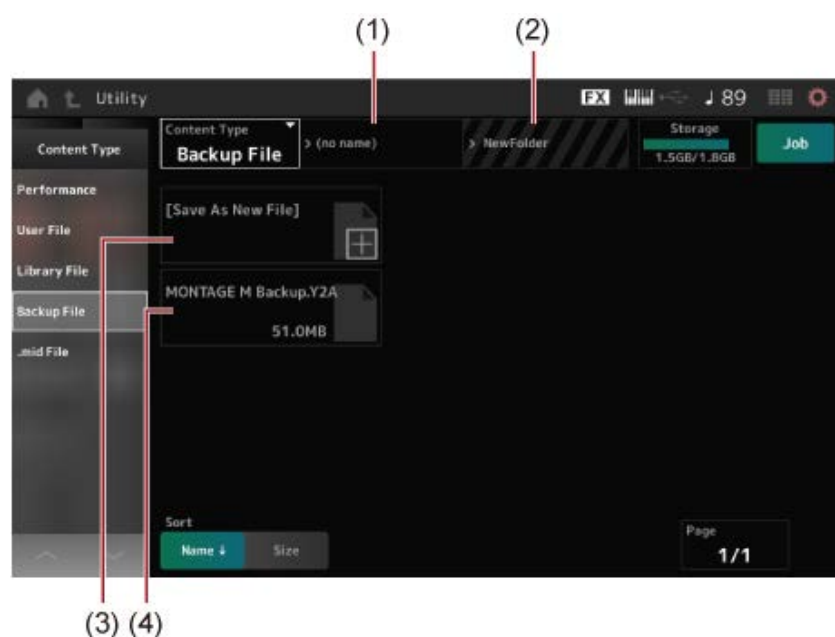 (1) (2)
Utility
FX
♩ 89
Content Type
Performance
User File
Library File
Backup File
.mid File
Content Type
Backup File
> (no name)
> NewFolder
Storage
1.5GB/1.8GB
Job
[Save As New File]
MONTAGE M Backup.Y2A
51.0MB
Sort
Name ↓ Size
Page
1/1
(3) (4)